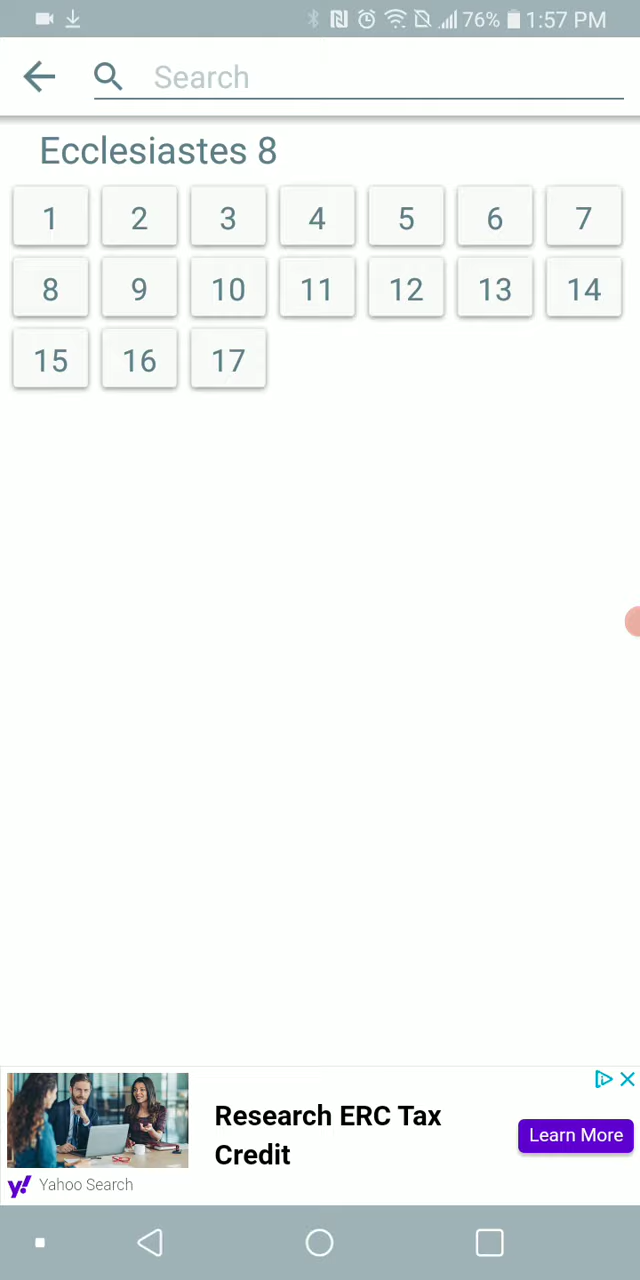 76% 1:57 PM
Search
Ecclesiastes 8
1 2 3 4 5 6 7
8 9 10 11 12 13 14
15 16 17
Research ERC Tax
Credit
Learn More
y! Yahoo Search